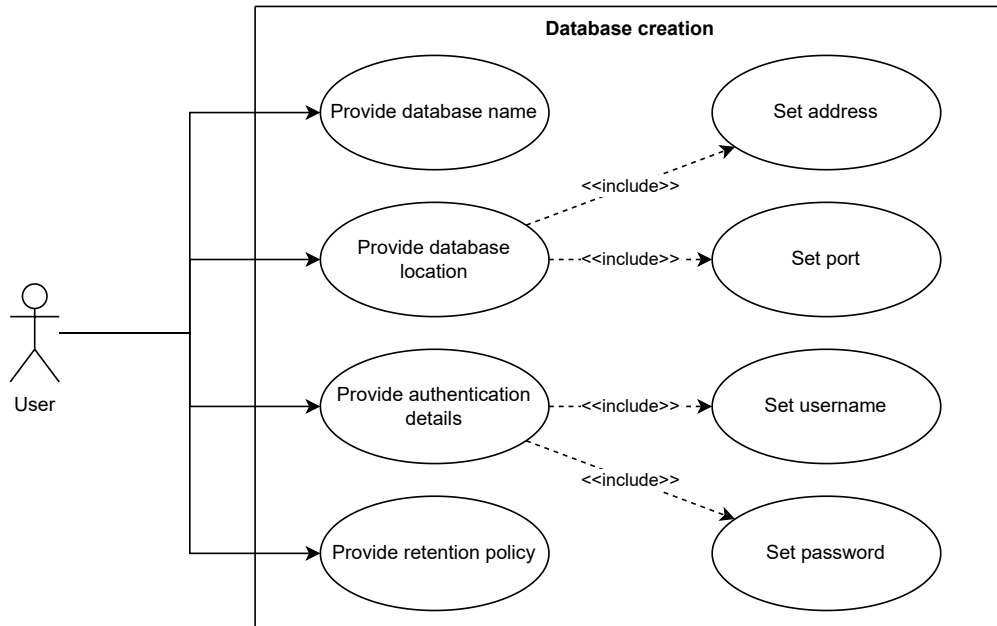 Database creation
Provide database name
Set address
<<include>>
Provide database
location
<<include>>
Set port
User
Provide authentication
details
<<include>>
Set username
<<include>>
Provide retention policy
Set password